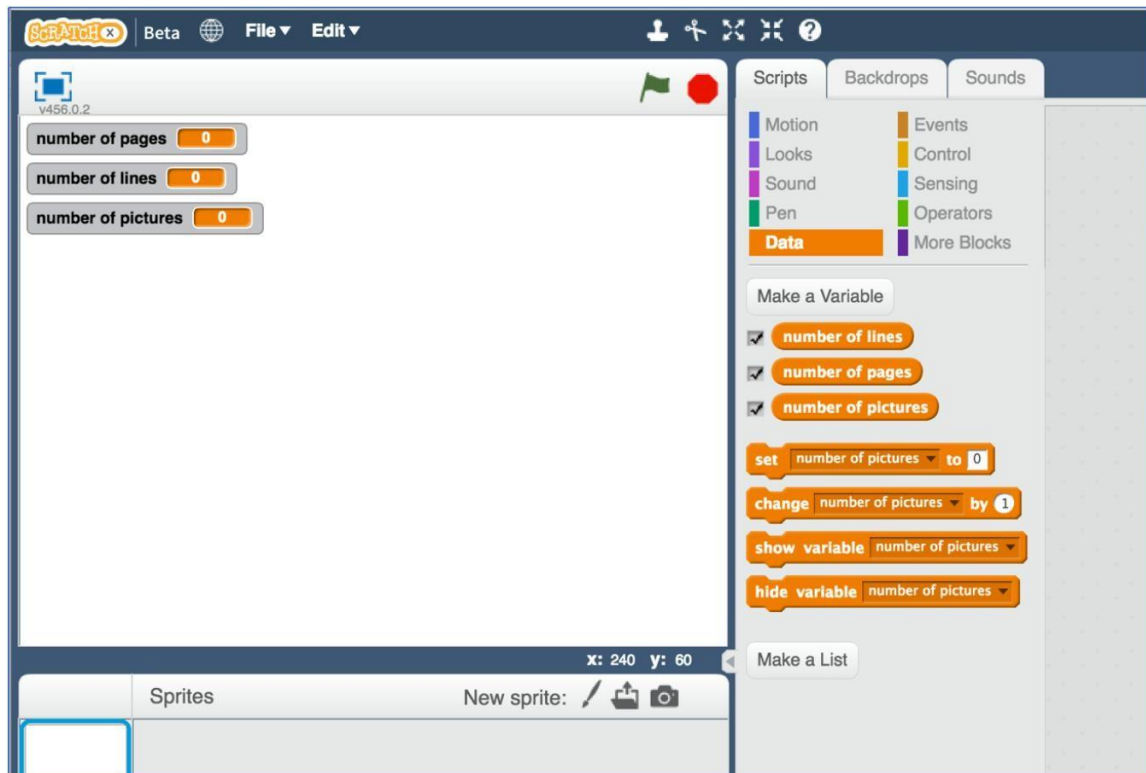 SCRATCH X Beta File Edit
v456.0.2
number of pages 0
number of lines 0
number of pictures 0
x: 240 y: 60
Sprites New sprite:
Scripts Backdrops Sounds
Motion Events
Looks Control
Sound Sensing
Pen Operators
Data More Blocks
Make a Variable
number of lines
number of pages
number of pictures
set number of pictures to 0
change number of pictures by 1
show variable number of pictures
hide variable number of pictures
Make a List